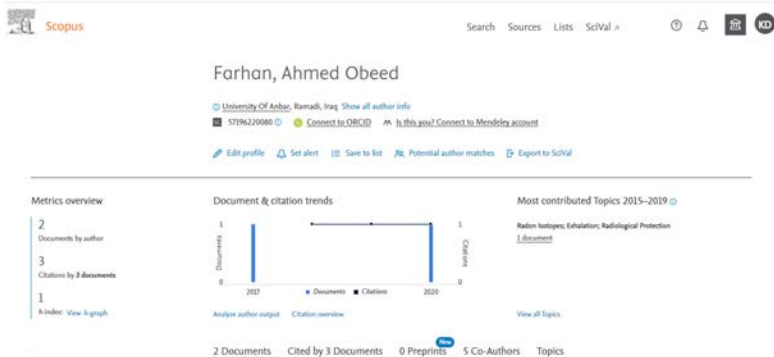 Scopus
Search Sources Lists SciVal ↗
KD
Farhan, Ahmed Obeed
University Of Anbar, Ramadi, Iraq Show all author info
57196220080 Connect to ORCID Is this you? Connect to Mendeley account
Edit profile Set alert Save to list Potential author matches Export to SciVal
Metrics overview
2
Documents by author
3
Citations by 3 documents
1
h-index: View h-graph
Document & citation trends
1 1
Documents
Citations
0 0
2017 2020
Documents Citations
Analyze author output Citation overview
Most contributed Topics 2015–2019
Radon Isotopes; Exhalation; Radiological Protection
1 document
View all Topics
New
2 Documents Cited by 3 Documents 0 Preprints 5 Co-Authors Topics